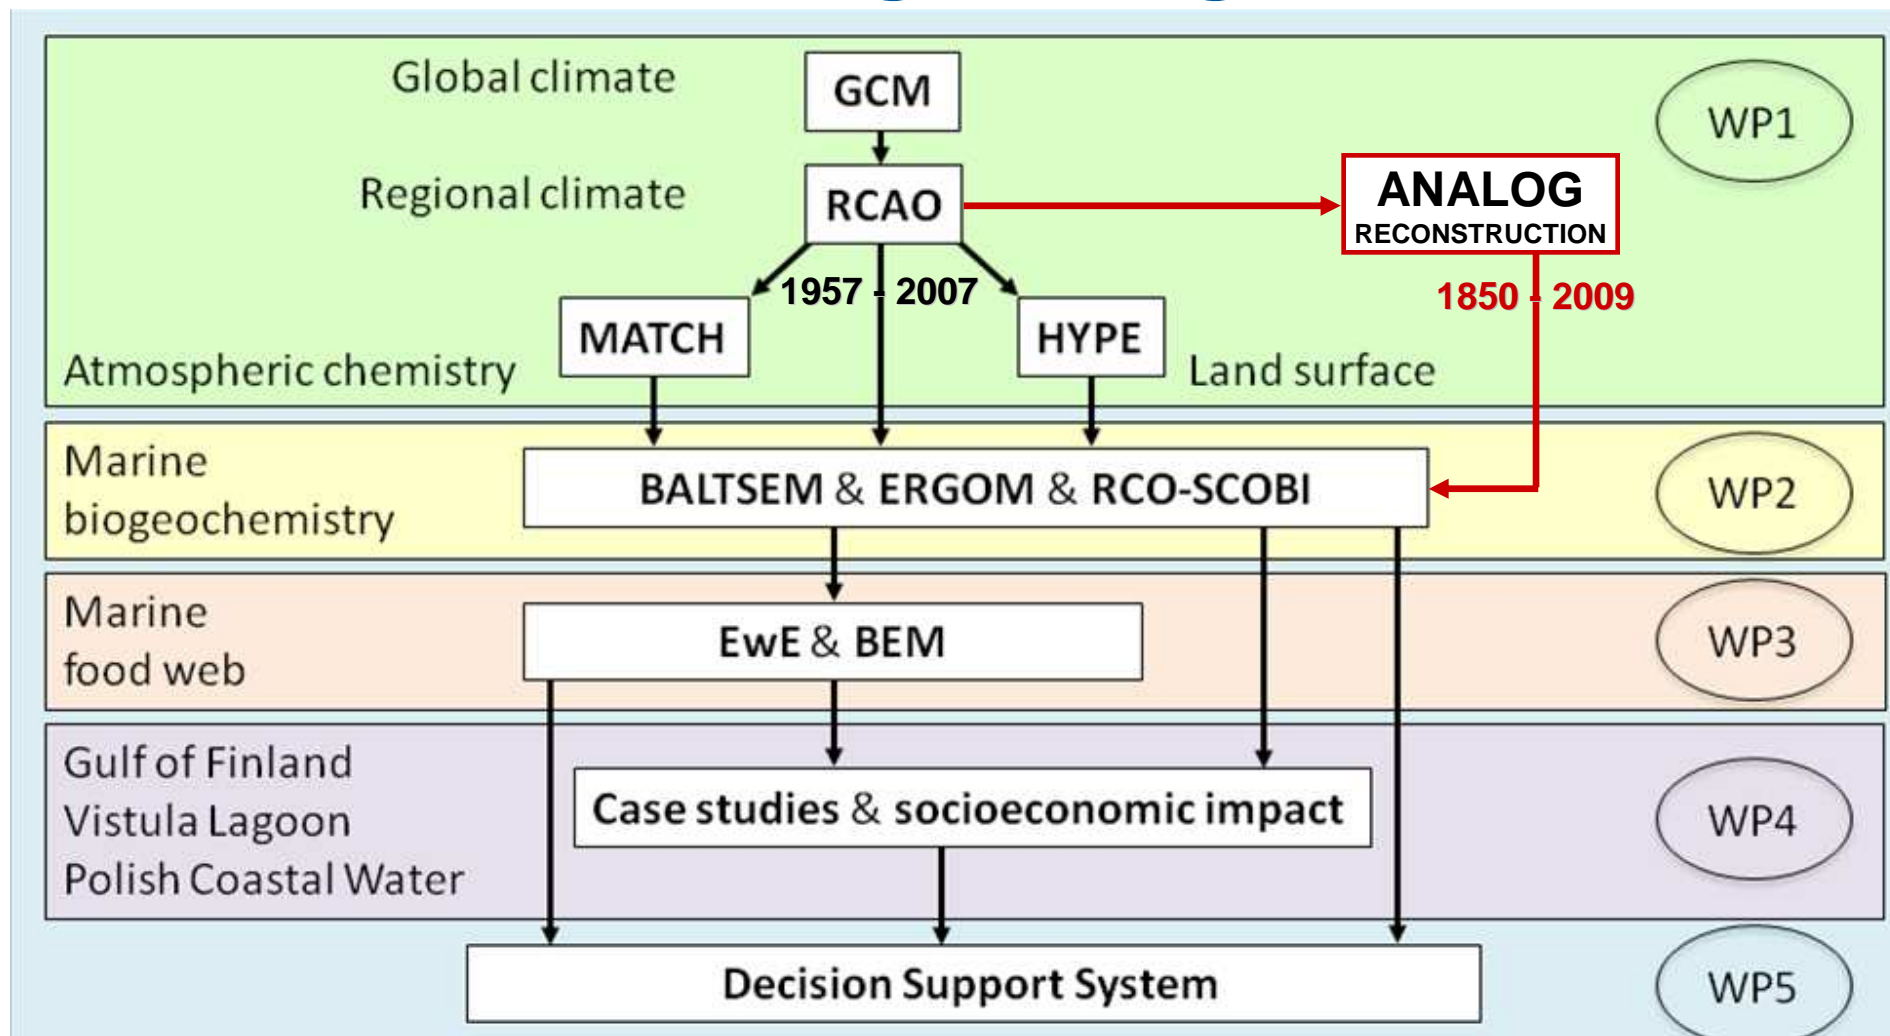 Global climate
GCM
WP1
Regional climate
RCAO
ANALOG
RECONSTRUCTION
1957 - 2007
1850 - 2009
MATCH
HYPE
Atmospheric chemistry
Land surface
Marine
biogeochemistry
BALTSEM & ERGOM & RCO-SCOBI
WP2
Marine
food web
EwE & BEM
WP3
Gulf of Finland
Vistula Lagoon
Polish Coastal Water
Case studies & socioeconomic impact
WP4
Decision Support System
WP5